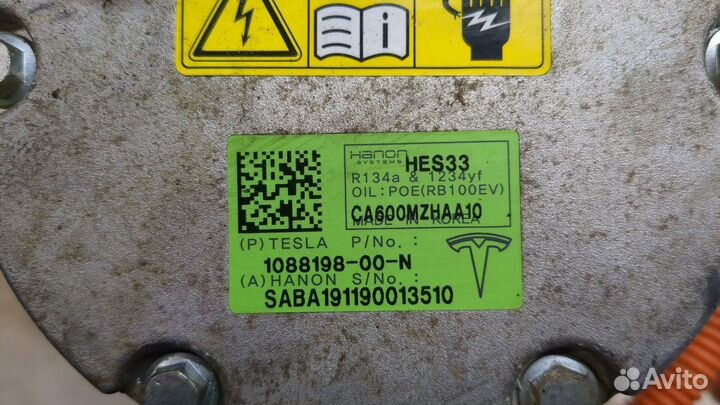 HANON SYSTEMS HES33
R134a & 1234yf
OIL:POE(RB100EV)
CA600MZHAA10
MADE IN KOREA
(P) TESLA P/No.:
1088198-00-N
(A) HANON S/No.:
SABA191190013510
Avito